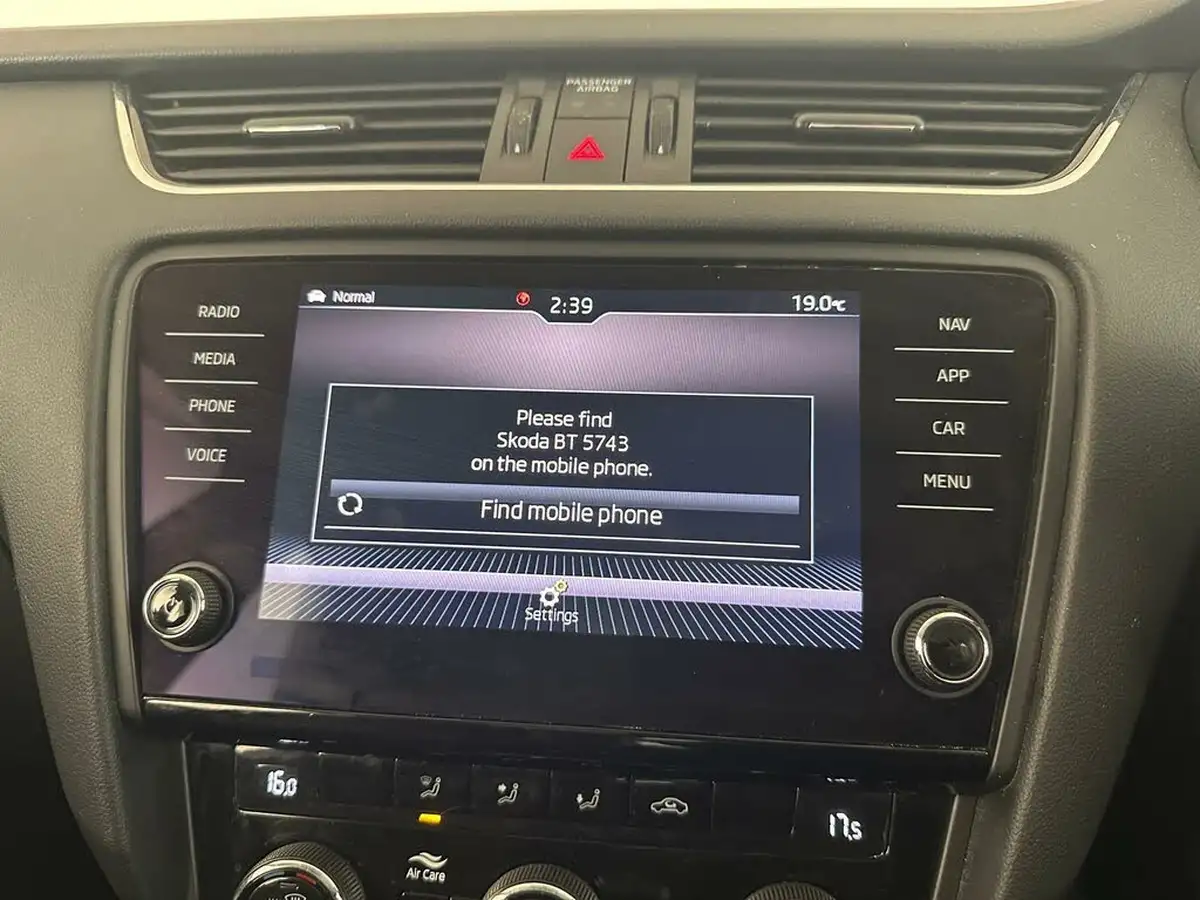 PASSENGER
AIRBAG
RADIO
MEDIA
PHONE
VOICE
Normal
2:39
19.0°C
Please find
Skoda BT 5743
on the mobile phone.
Find mobile phone
Settings
NAV
APP
CAR
MENU
16.0
17.5
Air Care